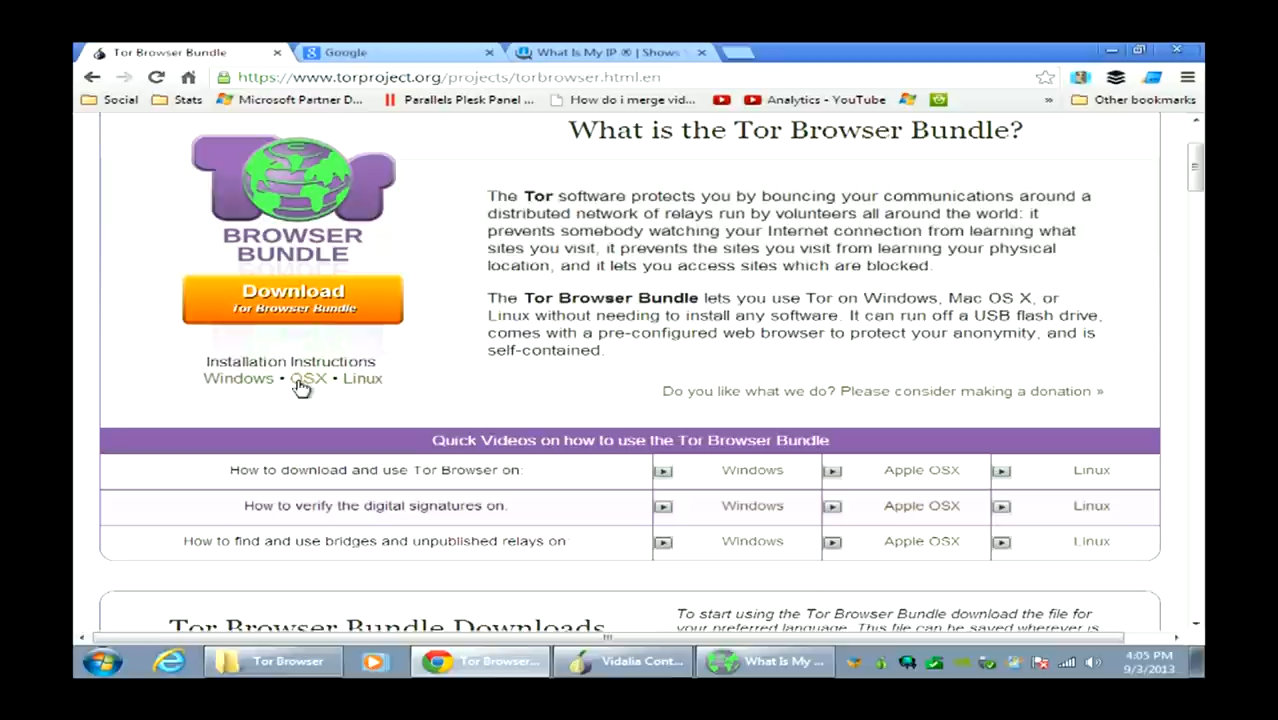 Tor Browser Bundle
Google
What Is My IP ® | Shows
https://www.torproject.org/projects/torbrowser.html.en
Social
Stats
Microsoft Partner D...
Parallels Plesk Panel ...
How do i merge vid...
Analytics - YouTube
»
Other bookmarks
Tor
BROWSER
BUNDLE
Download
Tor Browser Bundle
Installation Instructions
Windows • OSX • Linux
What is the Tor Browser Bundle?
The Tor software protects you by bouncing your communications around a
distributed network of relays run by volunteers all around the world: it
prevents somebody watching your Internet connection from learning what
sites you visit, it prevents the sites you visit from learning your physical
location, and it lets you access sites which are blocked.
The Tor Browser Bundle lets you use Tor on Windows, Mac OS X, or
Linux without needing to install any software. It can run off a USB flash drive,
comes with a pre-configured web browser to protect your anonymity, and is
self-contained.
Do you like what we do? Please consider making a donation »
Quick Videos on how to use the Tor Browser Bundle
How to download and use Tor Browser on: Windows Apple OSX Linux
How to verify the digital signatures on: Windows Apple OSX Linux
How to find and use bridges and unpublished relays on Windows Apple OSX Linux
Tor Browser Bundle Downloads
To start using the Tor Browser Bundle download the file for
your preferred language. This file can be saved wherever is
Tor Browser
Tor Browser...
Vidalia Cont...
What Is My ...
4:05 PM
9/3/2013